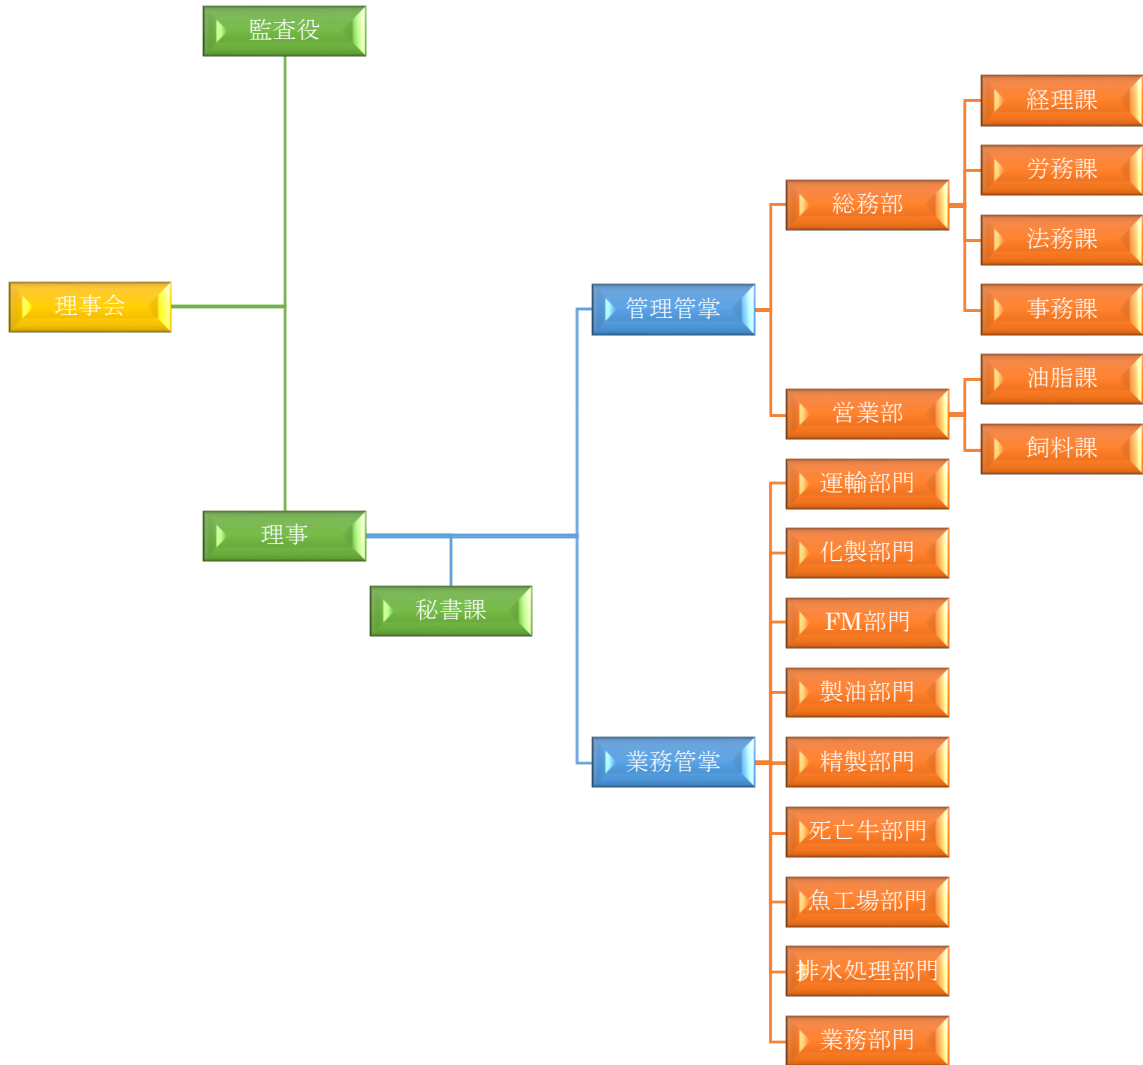 監査役
経理課
労務課
総務部
法務課
理事会
管理管掌
事務課
油脂課
営業部
飼料課
運輸部門
理事
化製部門
秘書課
FM部門
製油部門
業務管掌
精製部門
死亡牛部門
魚工場部門
排水処理部門
業務部門